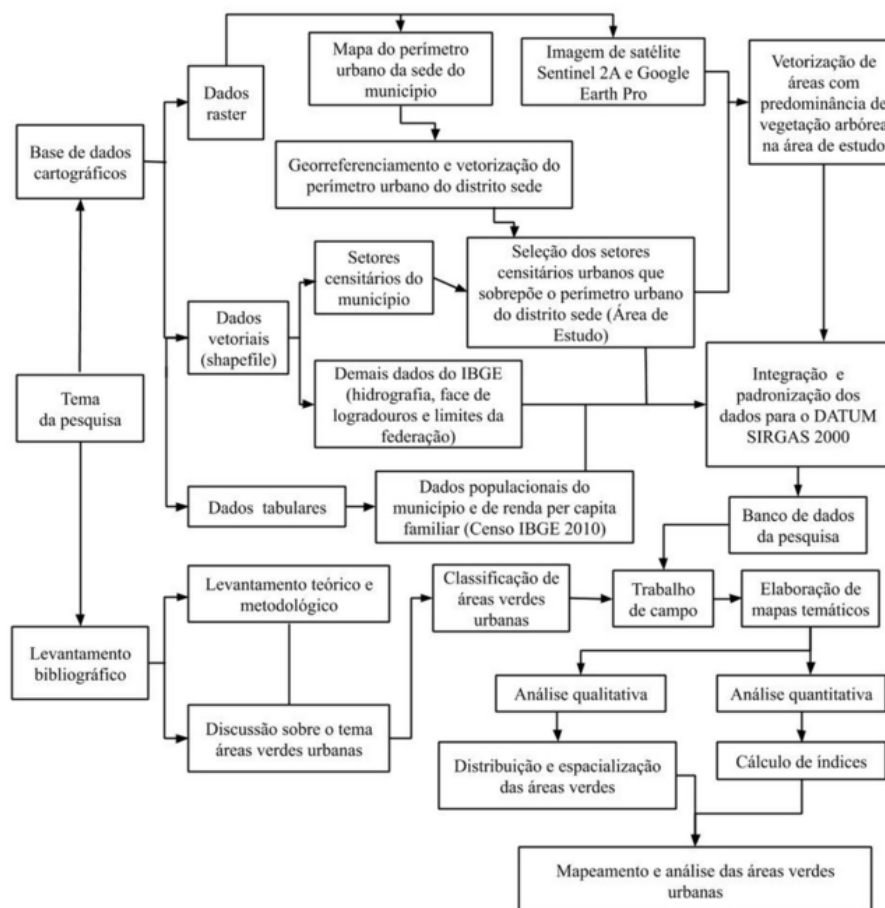 Mapa do perímetro
urbano da sede do
município
Imagem de satélite
Sentinel 2A e Google
Earth Pro
Vetorização de
áreas com
predominância de
vegetação arbórea
na área de estudo
Dados
raster
Base de dados
cartográficos
Georreferenciamento e vetorização do
perímetro urbano do distrito sede
Setores
censitários do
município
Seleção dos setores
censitários urbanos que
sobrepõe o perímetro urbano
do distrito sede (Área de
Estudo)
Dados
vetoriais
(shapefile)
Tema
da pesquisa
Demais dados do IBGE
(hidrografia, face de
logradouros e limites da
federação)
Integração e
padronização dos
dados para o DATUM
SIRGAS 2000
Dados tabulares
Dados populacionais do
município e de renda per capita
familiar (Censo IBGE 2010)
Banco de dados
da pesquisa
Levantamento teórico e
metodológico
Classificação de
áreas verdes
urbanas
Trabalho
de campo
Elaboração de
mapas temáticos
Levantamento
bibliográfico
Discussão sobre o tema
áreas verdes urbanas
Análise qualitativa
Análise quantitativa
Distribuição e espacialização
das áreas verdes
Cálculo de índices
Mapeamento e análise das áreas verdes
urbanas